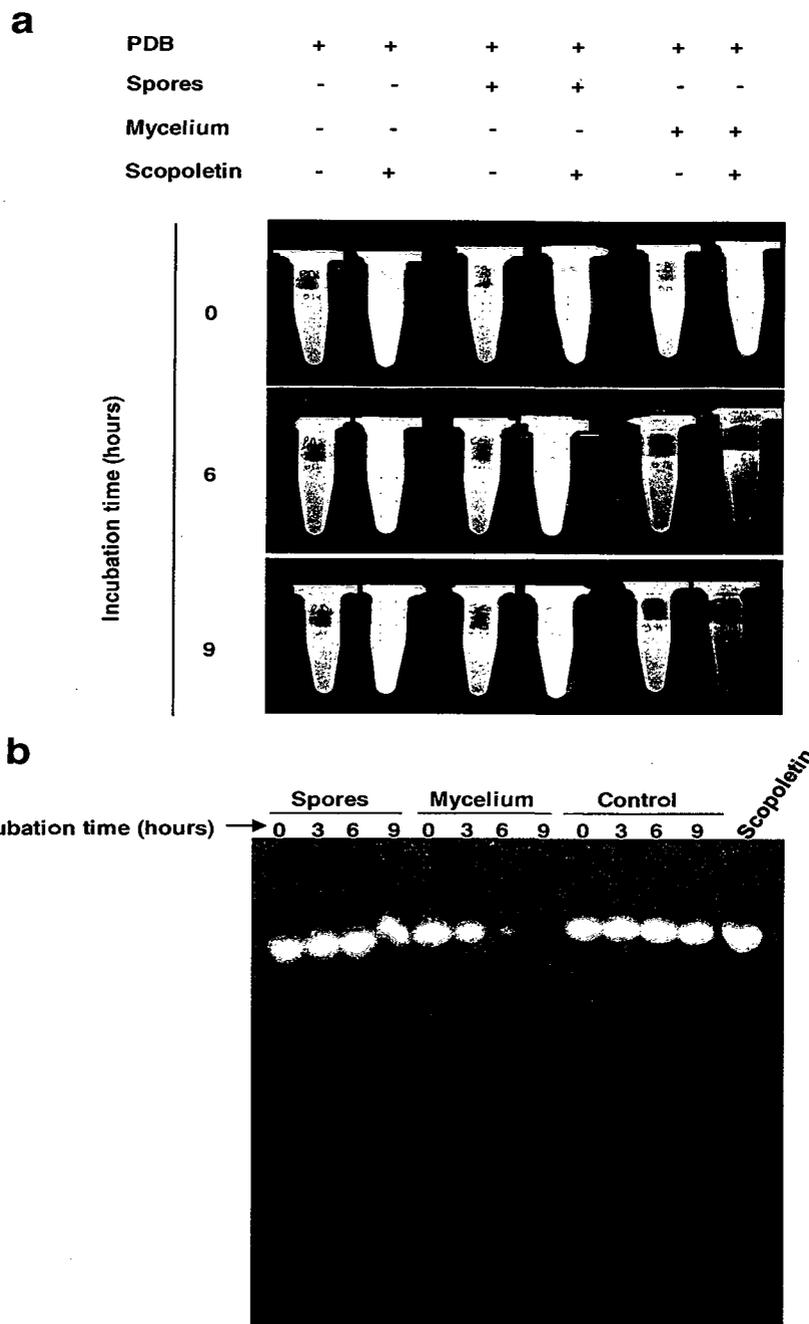 a
PDB + + + + + +
Spores - - + + - -
Mycelium - - - - + +
Scopoletin - + - + - +
Incubation time (hours)
0
6
9
b
Spores Mycelium Control Scopoletin
ubation time (hours) → 0 3 6 9 0 3 6 9 0 3 6 9